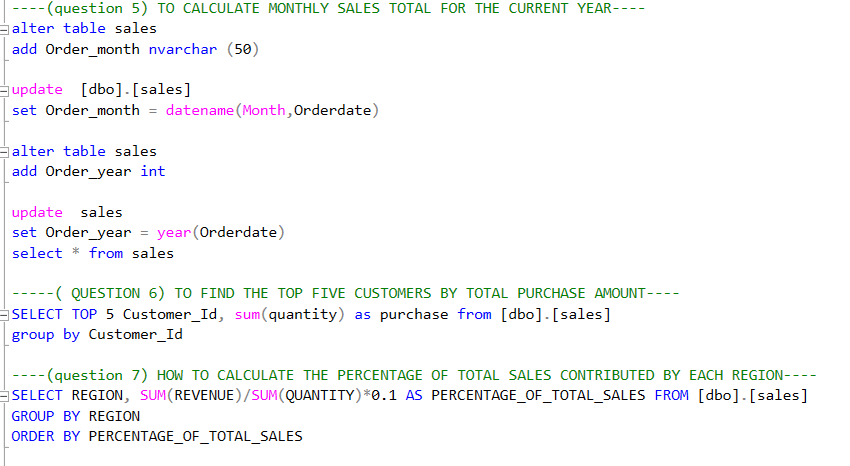 ----(question 5) TO CALCULATE MONTHLY SALES TOTAL FOR THE CURRENT YEAR----
alter table sales
add Order_month nvarchar (50)
update  [dbo].[sales]
set Order_month = datename(Month,Orderdate)
alter table sales
add Order_year int
update  sales
set Order_year = year(Orderdate)
select * from sales
-----( QUESTION 6) TO FIND THE TOP FIVE CUSTOMERS BY TOTAL PURCHASE AMOUNT----
SELECT TOP 5 Customer_Id, sum(quantity) as purchase from [dbo].[sales]
group by Customer_Id
----(question 7) HOW TO CALCULATE THE PERCENTAGE OF TOTAL SALES CONTRIBUTED BY EACH REGION----
SELECT REGION, SUM(REVENUE)/SUM(QUANTITY)*0.1 AS PERCENTAGE_OF_TOTAL_SALES FROM [dbo].[sales]
GROUP BY REGION
ORDER BY PERCENTAGE_OF_TOTAL_SALES